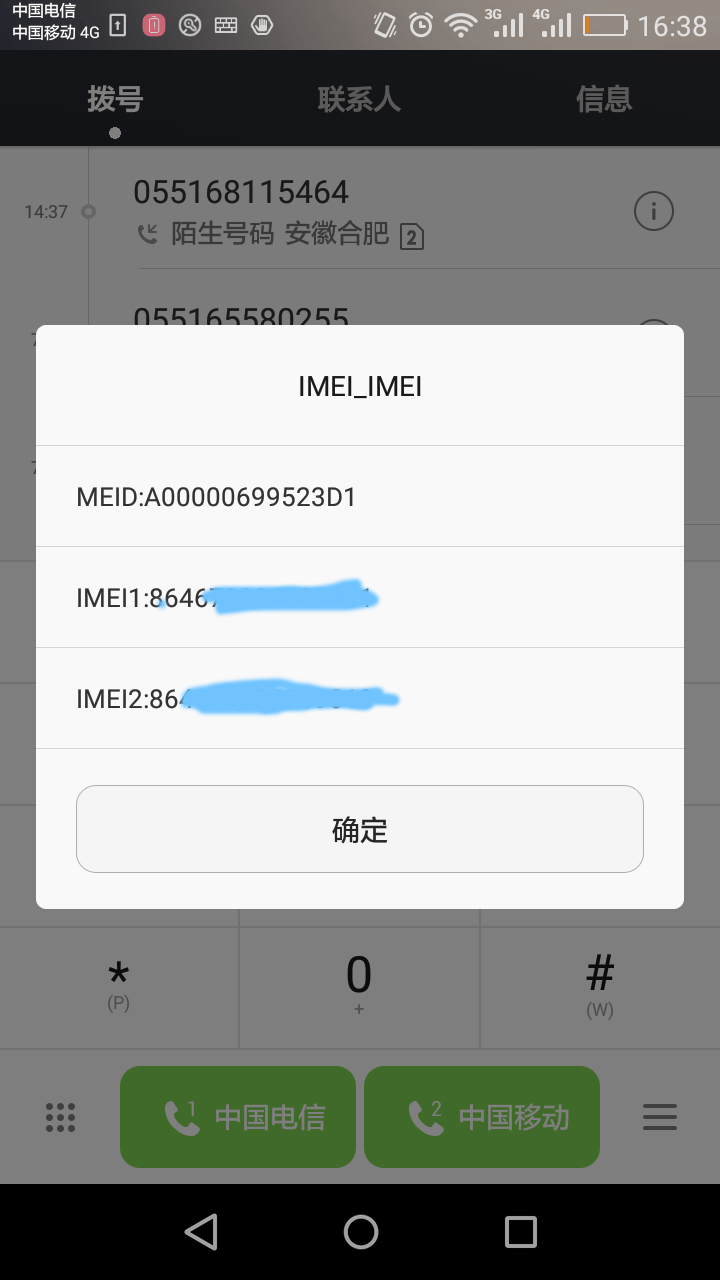 中国电信
中国移动 4G
3G
4G
16:38
拨号
联系人
信息
14:37
055168115464
陌生号码 安徽合肥 2
055165580255
IMEI_IMEI
MEID:A00000699523D1
IMEI1:8646
IMEI2:864
确定
*
(P)
0
+
#
(W)
1 中国电信
2 中国移动